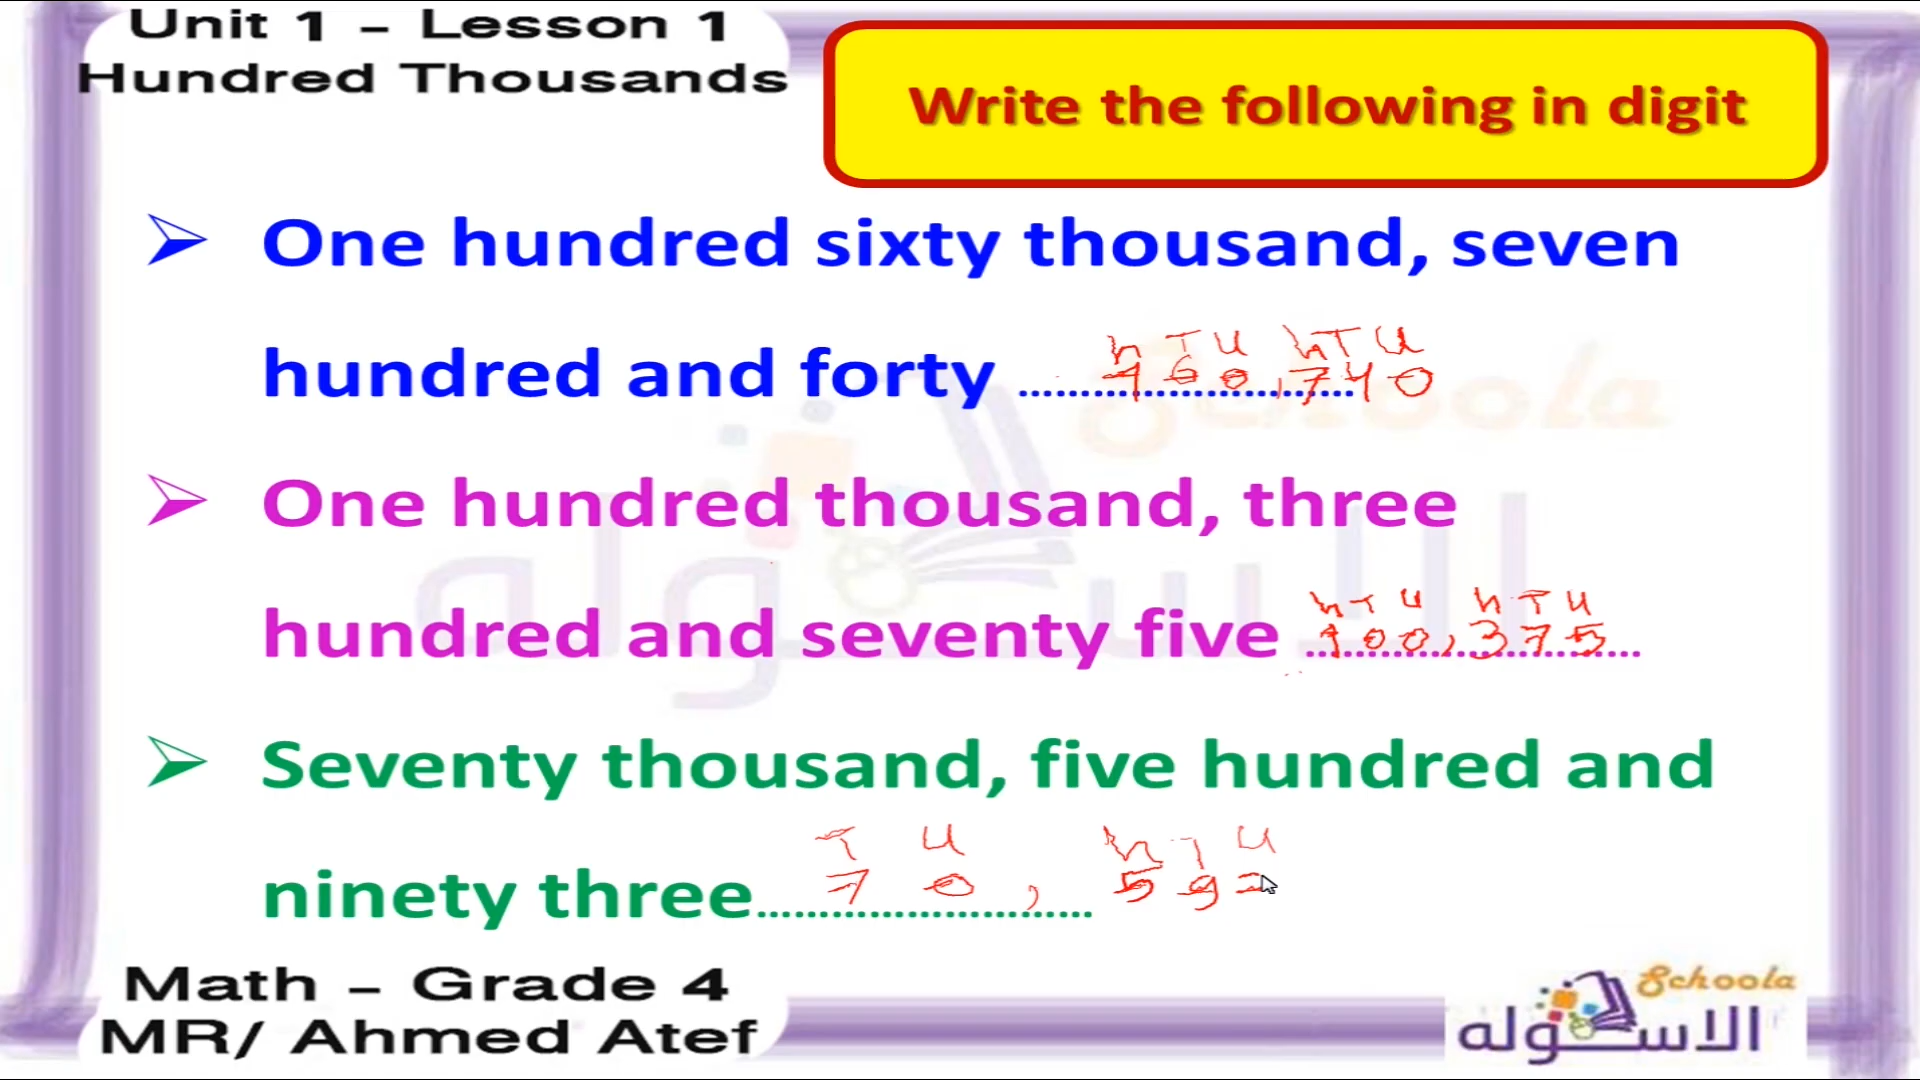 Unit 1 – Lesson 1
Hundred Thousands
Write the following in digit
One hundred sixty thousand, seven
h T U h T U
hundred and forty ........................... 160,740
One hundred thousand, three
h T U h T U
hundred and seventy five 100,375 ...........................
Seventy thousand, five hundred and
T U h T U
ninety three........................... 70, 59
Math – Grade 4
MR/ Ahmed Atef
Schoola
الاسكوله